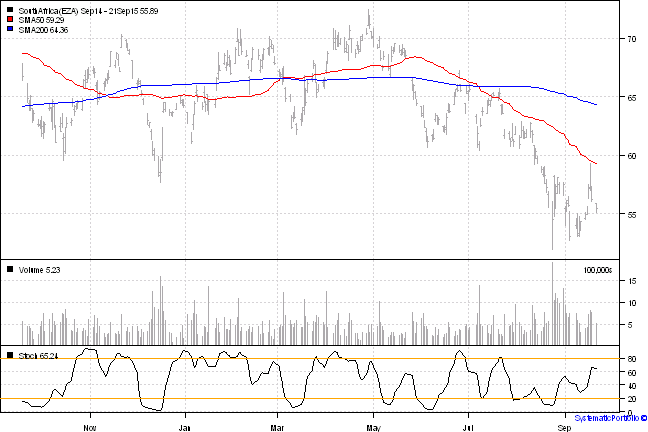 SouthAfrica(EZA) Sep14 - 21Sep15 55.89
SMA50 59.29
SMA200 64.36
70
65
60
55
Volume 5.23
100,000s
15
10
5
Stoch 65.24
80
60
40
20
0
Nov Jan Mar May Jul Sep
SystematicPortfolio ©